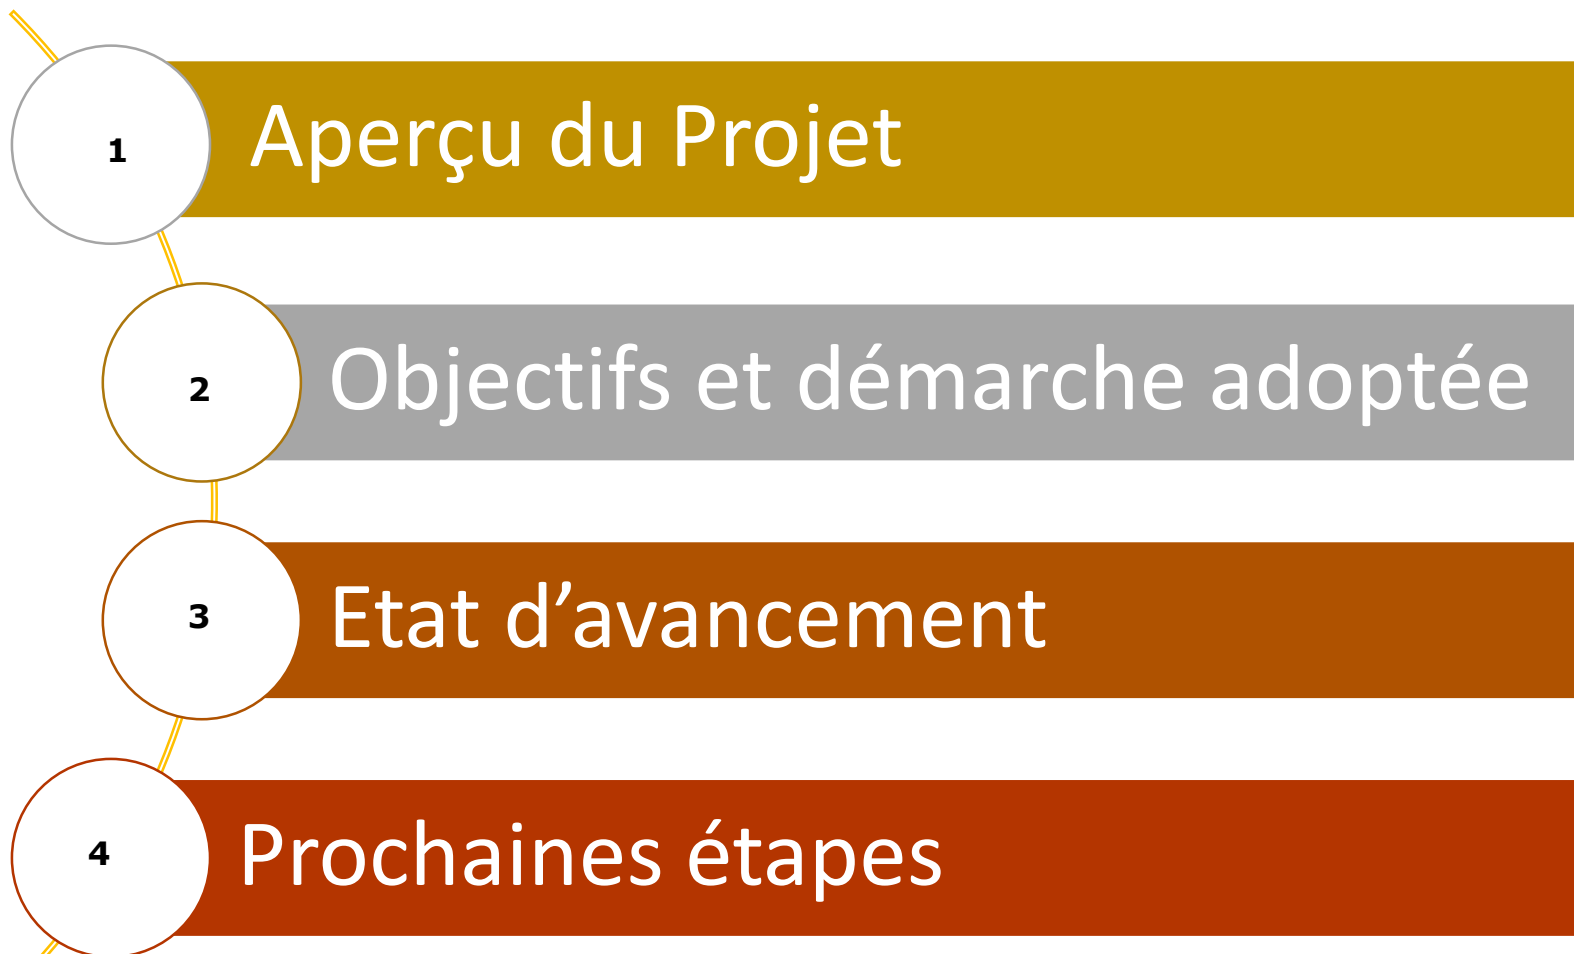 1 Aperçu du Projet
2 Objectifs et démarche adoptée
3 Etat d’avancement
4 Prochaines étapes